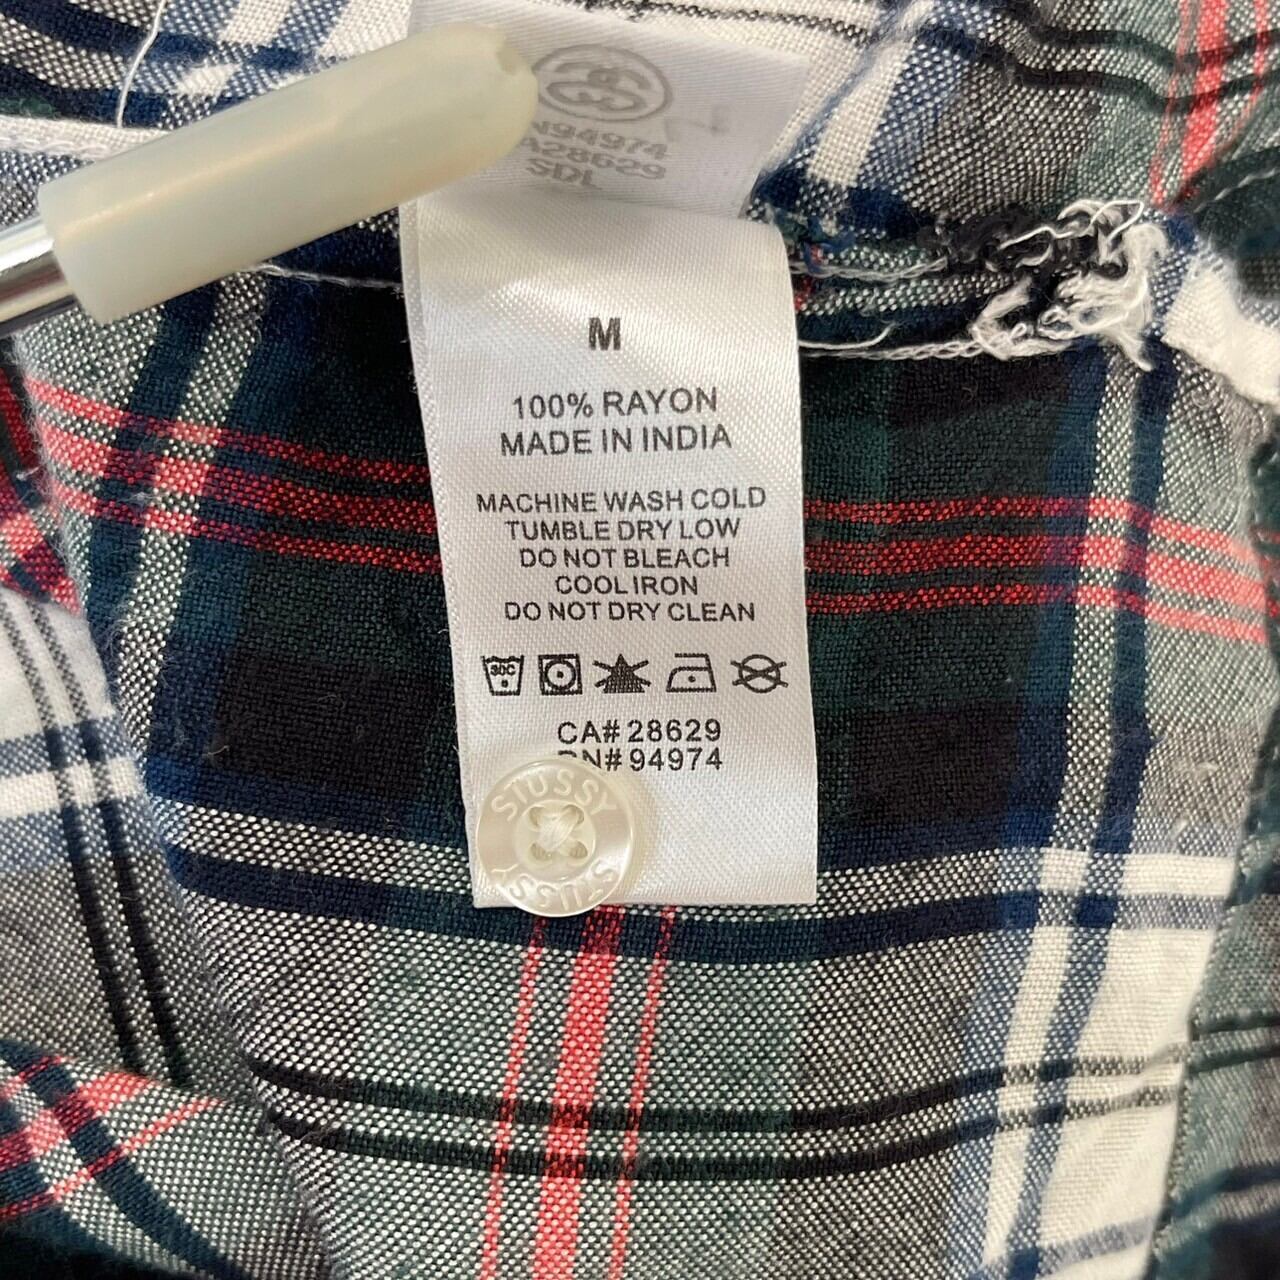 N94974
A28629
SDL
M
100% RAYON
MADE IN INDIA
MACHINE WASH COLD
TUMBLE DRY LOW
DO NOT BLEACH
COOL IRON
DO NOT DRY CLEAN
30C
CA# 28629
RN# 94974
STUSSY
STUSSY